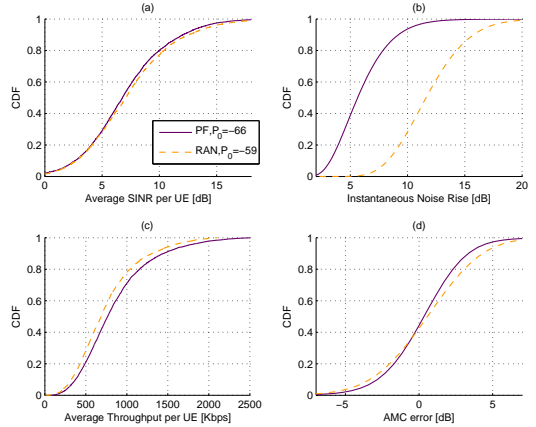 (a)
1
0.8
0.6
0.4
0.2
0
CDF
0 5 10 15
Average SINR per UE [dB]
PF,P0=−66
RAN,P0=−59
(b)
1
0.8
0.6
0.4
0.2
0
CDF
5 10 15 20
Instantaneous Noise Rise [dB]
(c)
1
0.8
0.6
0.4
0.2
0
CDF
0 500 1000 1500 2000 2500
Average Throughput per UE [Kbps]
(d)
1
0.8
0.6
0.4
0.2
0
CDF
−5 0 5
AMC error [dB]